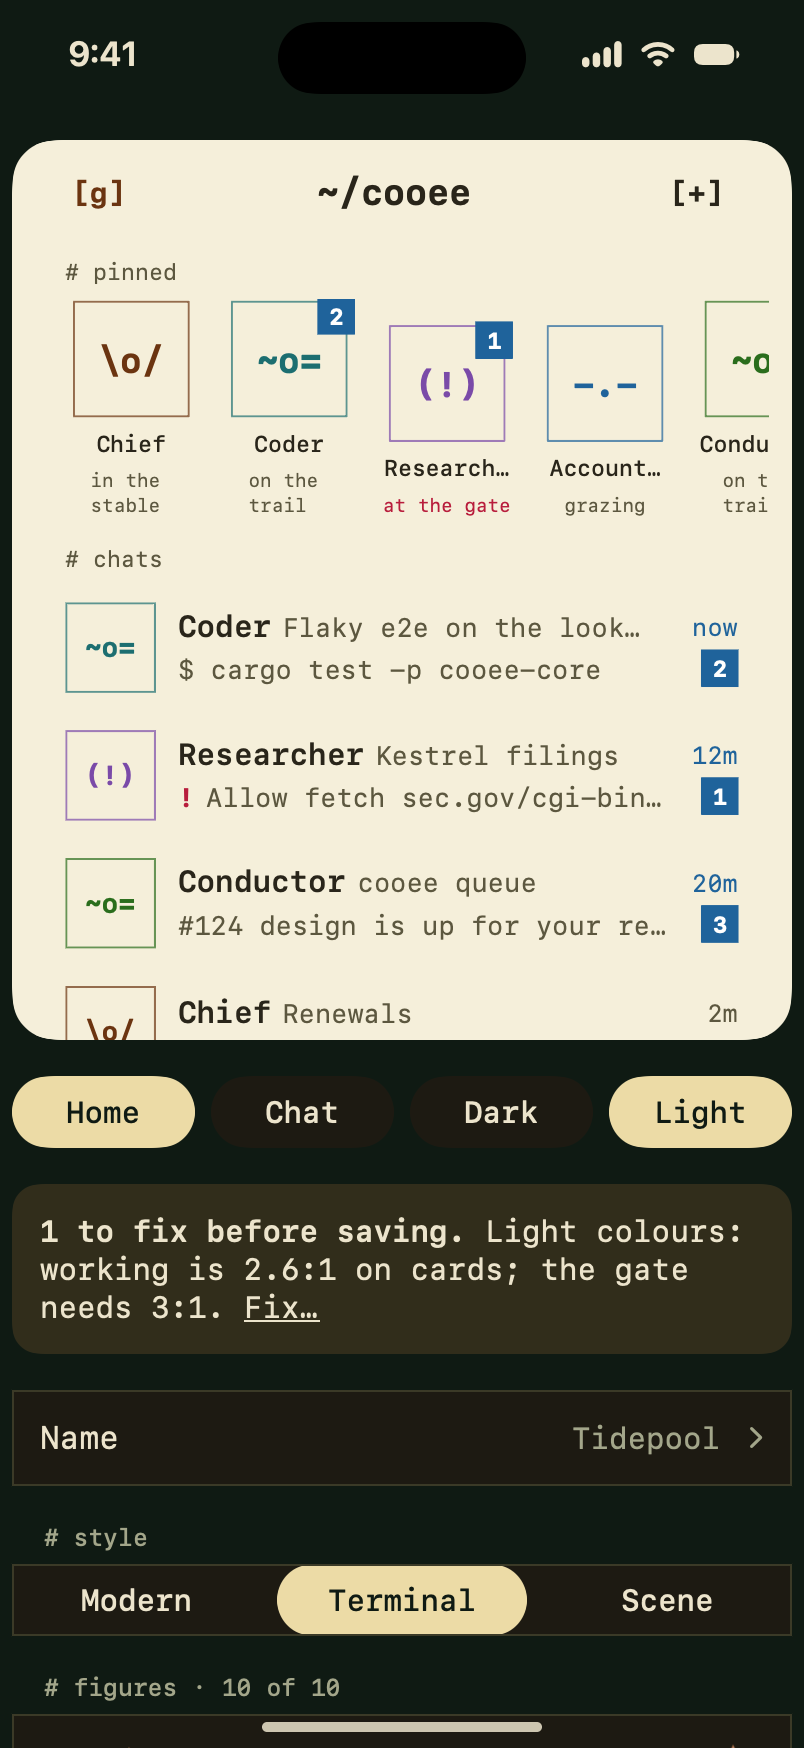 9:41
[g] ~/cooee [+]
# pinned
\o/ ~o= 2 (!) 1 -.- ~o
Chief Coder Research… Account… Condu
in the stable on the trail at the gate grazing on t trai
# chats
~o= Coder Flaky e2e on the look… now
$ cargo test -p cooee-core 2
(!) Researcher Kestrel filings 12m
! Allow fetch sec.gov/cgi-bin… 1
~o= Conductor cooee queue 20m
#124 design is up for your re… 3
\o/ Chief Renewals 2m
Home Chat Dark Light
1 to fix before saving. Light colours:
working is 2.6:1 on cards; the gate
needs 3:1. Fix…
Name Tidepool >
# style
Modern Terminal Scene
# figures · 10 of 10